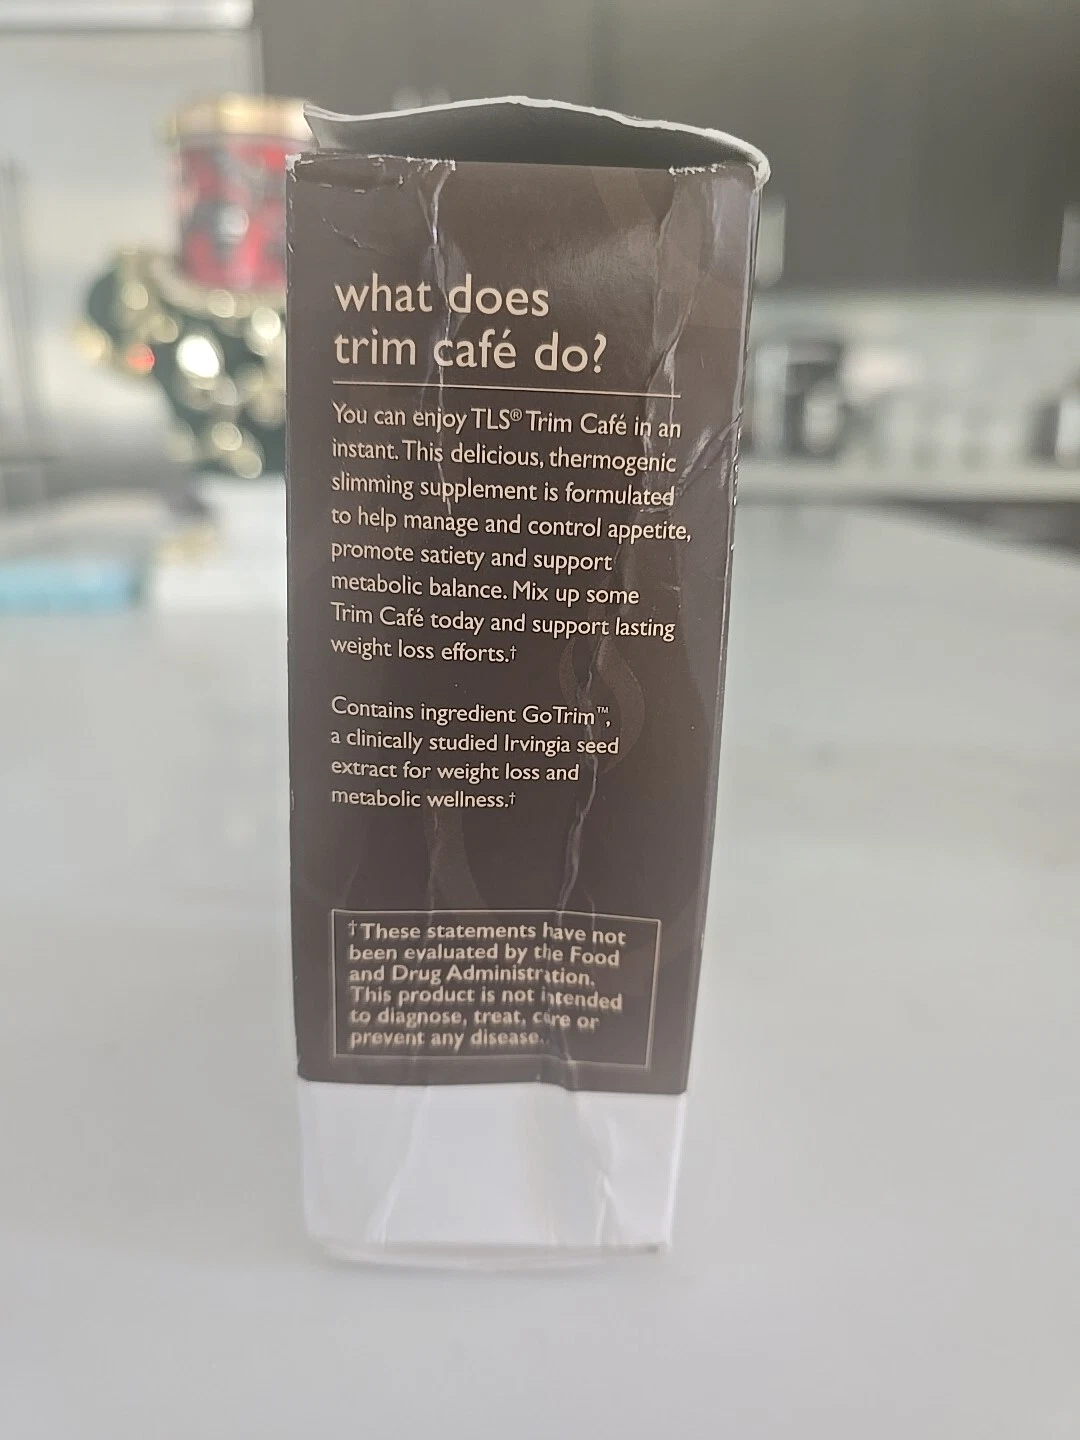 what does
trim café do?
You can enjoy TLS® Trim Café in an
instant. This delicious, thermogenic
slimming supplement is formulated
to help manage and control appetite,
promote satiety and support
metabolic balance. Mix up some
Trim Café today and support lasting
weight loss efforts.†
Contains ingredient GoTrim™,
a clinically studied Irvingia seed
extract for weight loss and
metabolic wellness.†
†These statements have not
been evaluated by the Food
and Drug Administration.
This product is not intended
to diagnose, treat, cure or
prevent any disease.